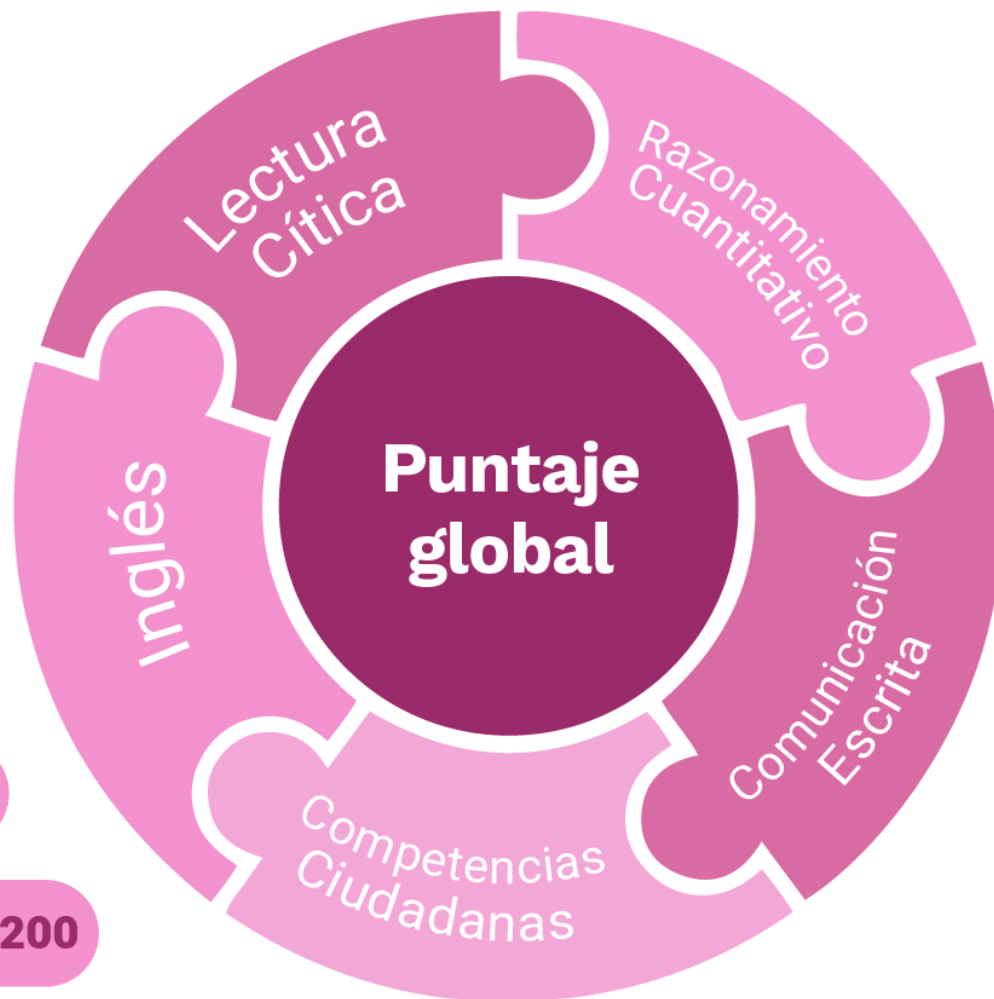 Lectura
Cítica
Razonamiento
Cuantitativo
Puntaje
global
Inglés
Comunicación
Escrita
Competencias
Ciudadanas
200